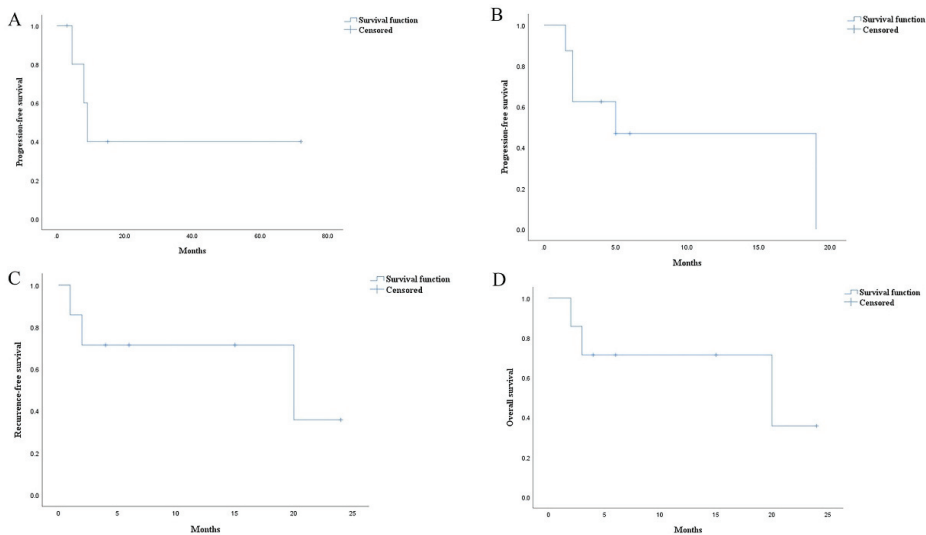 A
Survival function
Censored
1.0
0.8
0.6
0.4
0.2
0.0
Progression-free survival
.0
20.0
40.0
60.0
80.0
Months
B
Survival function
Censored
1.0
0.8
0.6
0.4
0.2
0.0
Progression-free survival
.0
5.0
10.0
15.0
20.0
Months
C
Survival function
Censored
1.0
0.8
0.6
0.4
0.2
0.0
Recurrence-free survival
0
5
10
15
20
25
Months
D
Survival function
Censored
1.0
0.8
0.6
0.4
0.2
0.0
Overall survival
0
5
10
15
20
25
Months